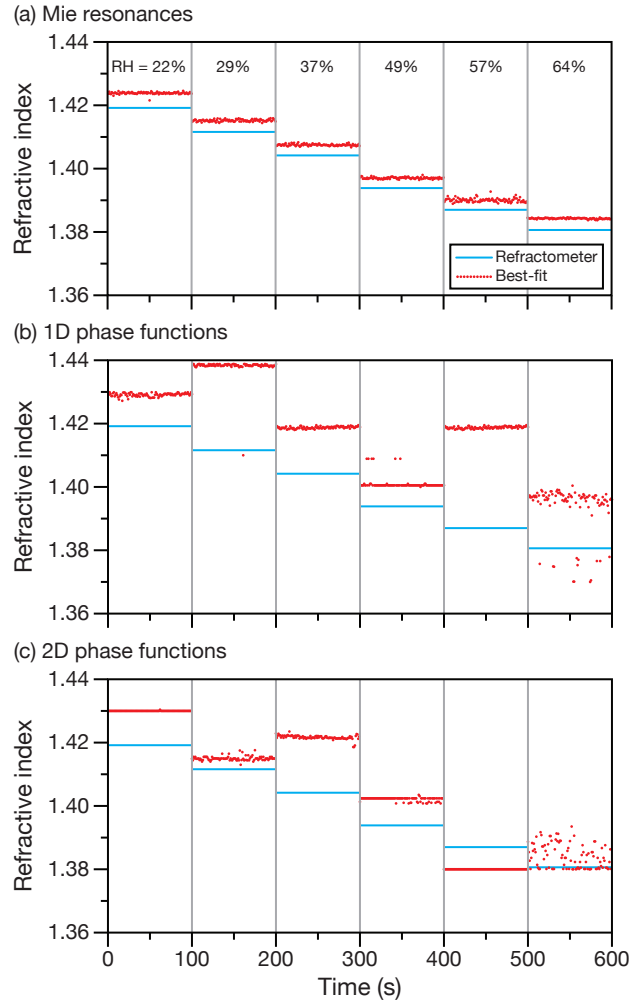 (a) Mie resonances
1.44
RH = 22% 29% 37% 49% 57% 64%
1.42
1.40
1.38
1.36
Refractive index
Refractometer
Best-fit
(b) 1D phase functions
1.44
1.42
1.40
1.38
1.36
Refractive index
(c) 2D phase functions
1.44
1.42
1.40
1.38
1.36
Refractive index
0 100 200 300 400 500 600
Time (s)